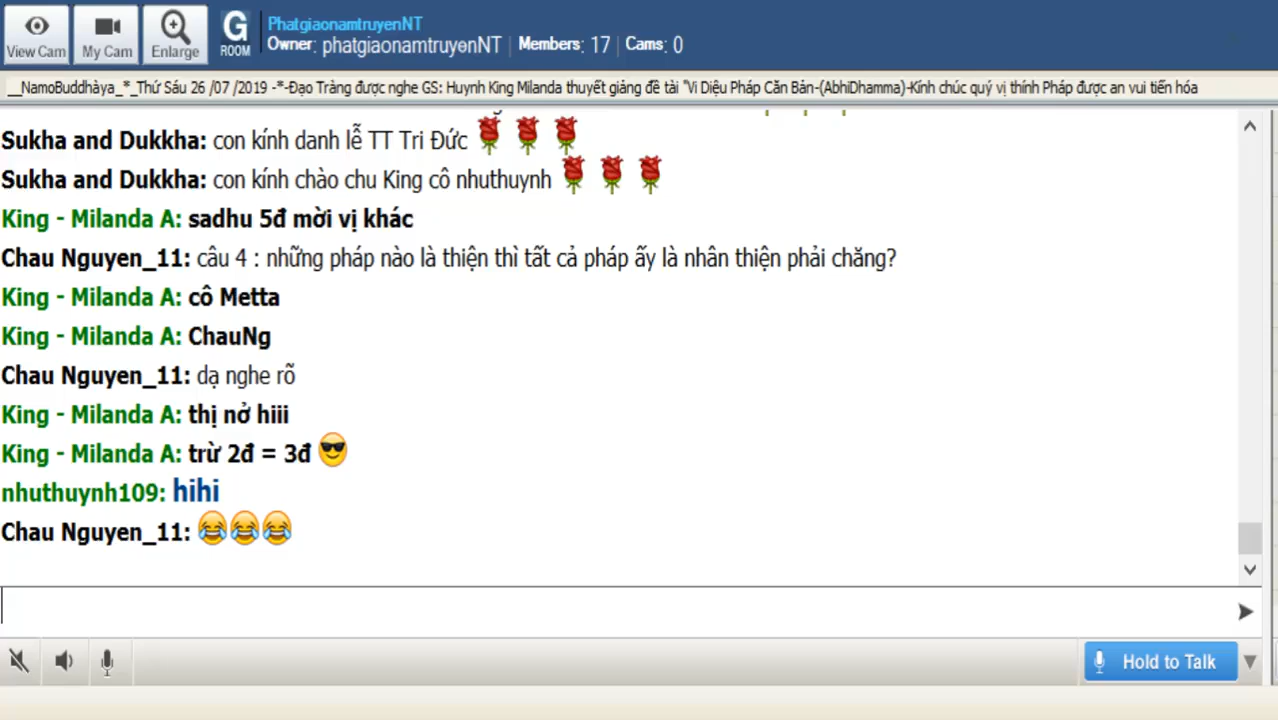 View Cam
My Cam
Enlarge
G
ROOM
PhatgiaonamtruyenNT
Owner: phatgiaonamtruyenNT | Members: 17 | Cams: 0
__NamoBuddhàya_*_Thứ Sáu 26 /07 /2019 -*-Đạo Tràng được nghe GS: Huynh King Milanda thuyết giảng đề tài "Vi Diệu Pháp Căn Bản-(AbhiDhamma)-Kính chúc quý vị thính Pháp được an vui tiến hóa
Sukha and Dukkha: con kính danh lễ TT Tri Đức
Sukha and Dukkha: con kính chào chu King cô nhuthuynh
King - Milanda A: sadhu 5đ mời vị khác
Chau Nguyen_11: câu 4 : những pháp nào là thiện thì tất cả pháp ấy là nhân thiện phải chăng?
King - Milanda A: cô Metta
King - Milanda A: ChauNg
Chau Nguyen_11: dạ nghe rõ
King - Milanda A: thị nở hiii
King - Milanda A: trừ 2đ = 3đ 😎
nhuthuynh109: hihi
Chau Nguyen_11: 😂😂😂
Hold to Talk